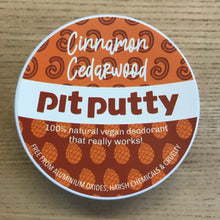 Cinnamon
Cedarwood
pit putty
100% natural vegan deodorant
that really works!
FREE FROM ALUMINIUM OXIDES, HARSH CHEMICALS & CRUELTY